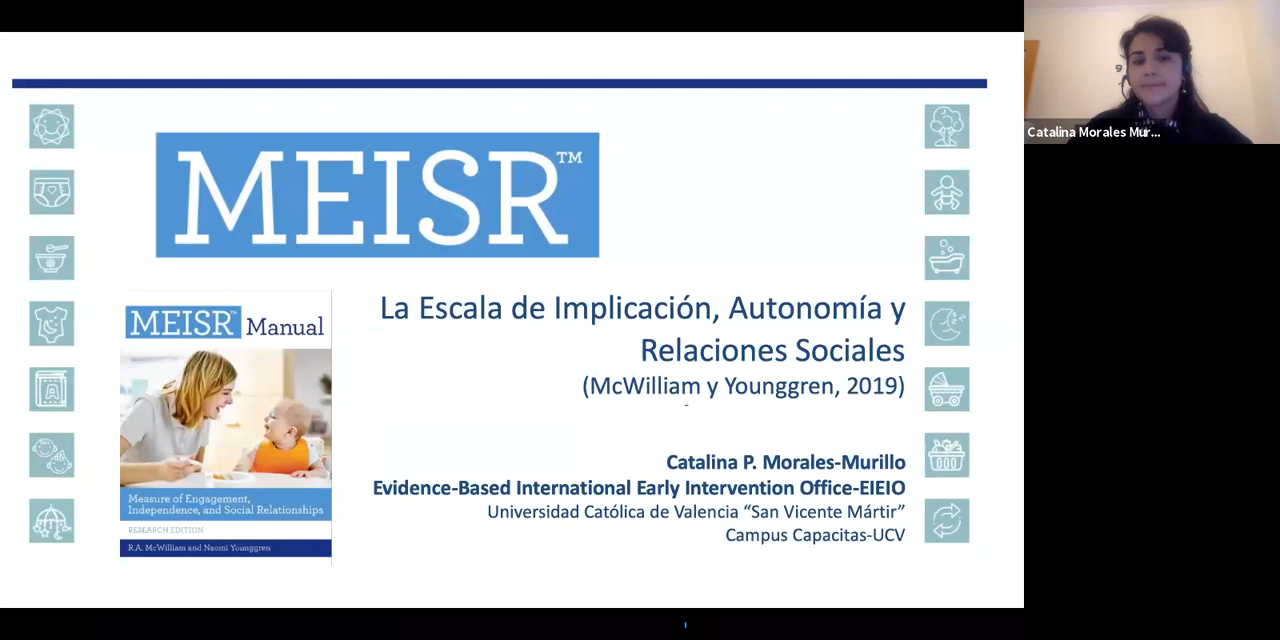 MEISR™
La Escala de Implicación, Autonomía y
Relaciones Sociales
(McWilliam y Younggren, 2019)
MEISR™ Manual
Measure of Engagement,
Independence, and Social Relationships
RESEARCH EDITION
R.A. McWilliam and Naomi Younggren
Catalina P. Morales-Murillo
Evidence-Based International Early Intervention Office-EIEIO
Universidad Católica de Valencia “San Vicente Mártir”
Campus Capacitas-UCV
Catalina Morales Mur...